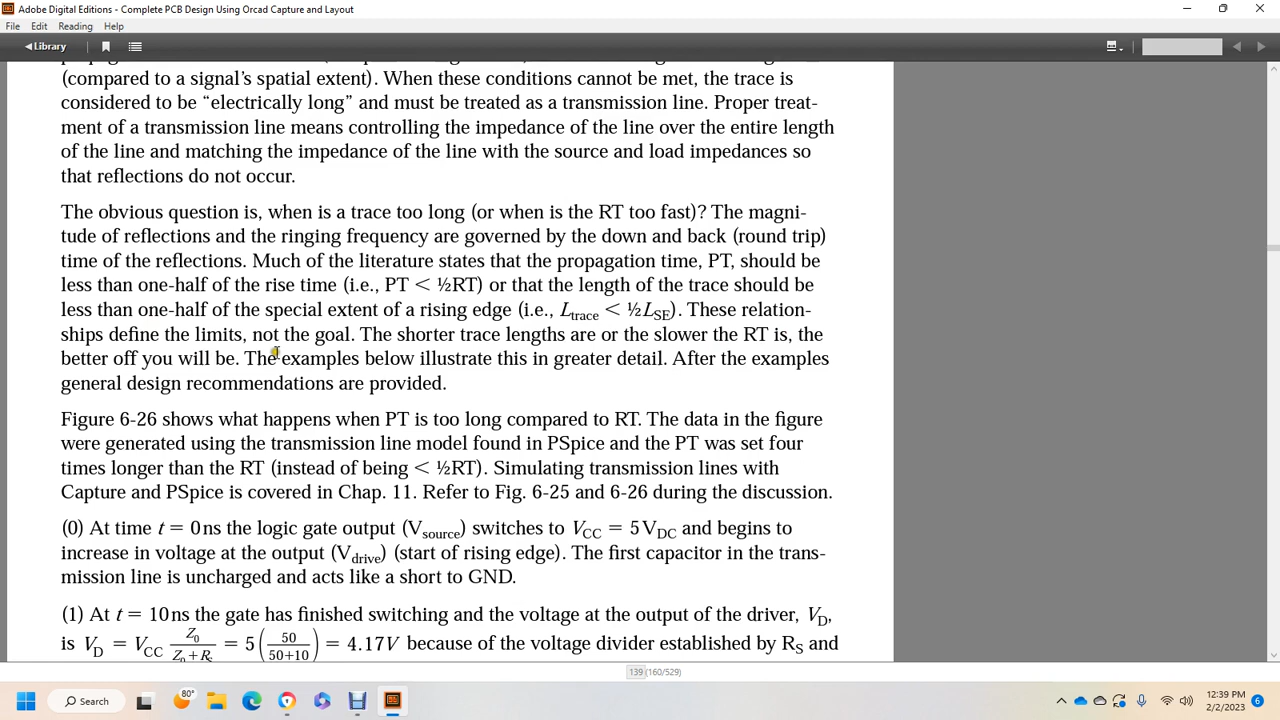 Adobe Digital Editions - Complete PCB Design Using Orcad Capture and Layout
File Edit Reading Help
◂ Library
(compared to a signal's spatial extent). When these conditions cannot be met, the trace is
considered to be “electrically long” and must be treated as a transmission line. Proper treat-
ment of a transmission line means controlling the impedance of the line over the entire length
of the line and matching the impedance of the line with the source and load impedances so
that reflections do not occur.
The obvious question is, when is a trace too long (or when is the RT too fast)? The magni-
tude of reflections and the ringing frequency are governed by the down and back (round trip)
time of the reflections. Much of the literature states that the propagation time, PT, should be
less than one-half of the rise time (i.e., PT < ½RT) or that the length of the trace should be
less than one-half of the special extent of a rising edge (i.e., Ltrace < ½LSE). These relation-
ships define the limits, not the goal. The shorter trace lengths are or the slower the RT is, the
better off you will be. The examples below illustrate this in greater detail. After the examples
general design recommendations are provided.
Figure 6-26 shows what happens when PT is too long compared to RT. The data in the figure
were generated using the transmission line model found in PSpice and the PT was set four
times longer than the RT (instead of being < ½RT). Simulating transmission lines with
Capture and PSpice is covered in Chap. 11. Refer to Fig. 6-25 and 6-26 during the discussion.
(0) At time t = 0ns the logic gate output (Vsource) switches to VCC = 5VDC and begins to
increase in voltage at the output (Vdrive) (start of rising edge). The first capacitor in the trans-
mission line is uncharged and acts like a short to GND.
(1) At t = 10ns the gate has finished switching and the voltage at the output of the driver, VD,
is VD = VCC Z0/(Z0+Rs) = 5(50/(50+10)) = 4.17V because of the voltage divider established by RS and
139 (160/529)
80°
Search
12:39 PM
2/2/2023
6